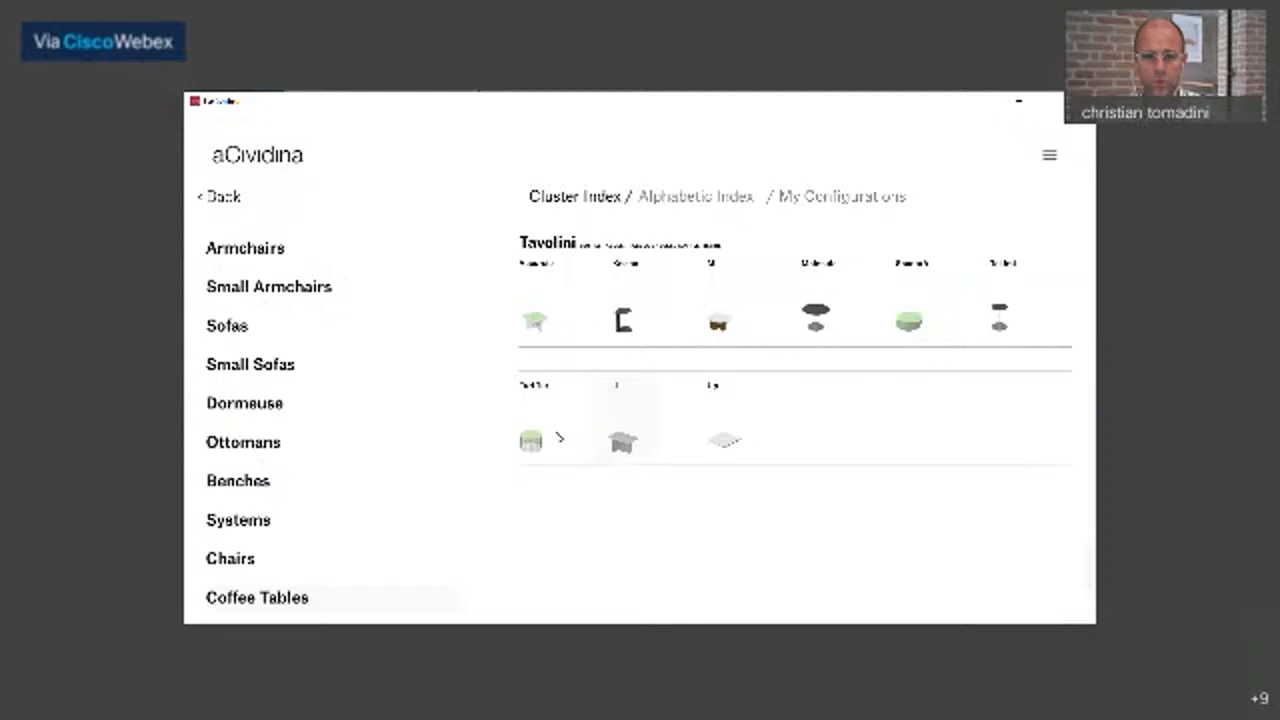 Via CiscoWebex
christian tomadini
aCividina
Back
Cluster Index / Alphabetic Index / My Configurations
Armchairs
Small Armchairs
Sofas
Small Sofas
Dormeuse
Ottomans
Benches
Systems
Chairs
Coffee Tables
Tavolini
+9